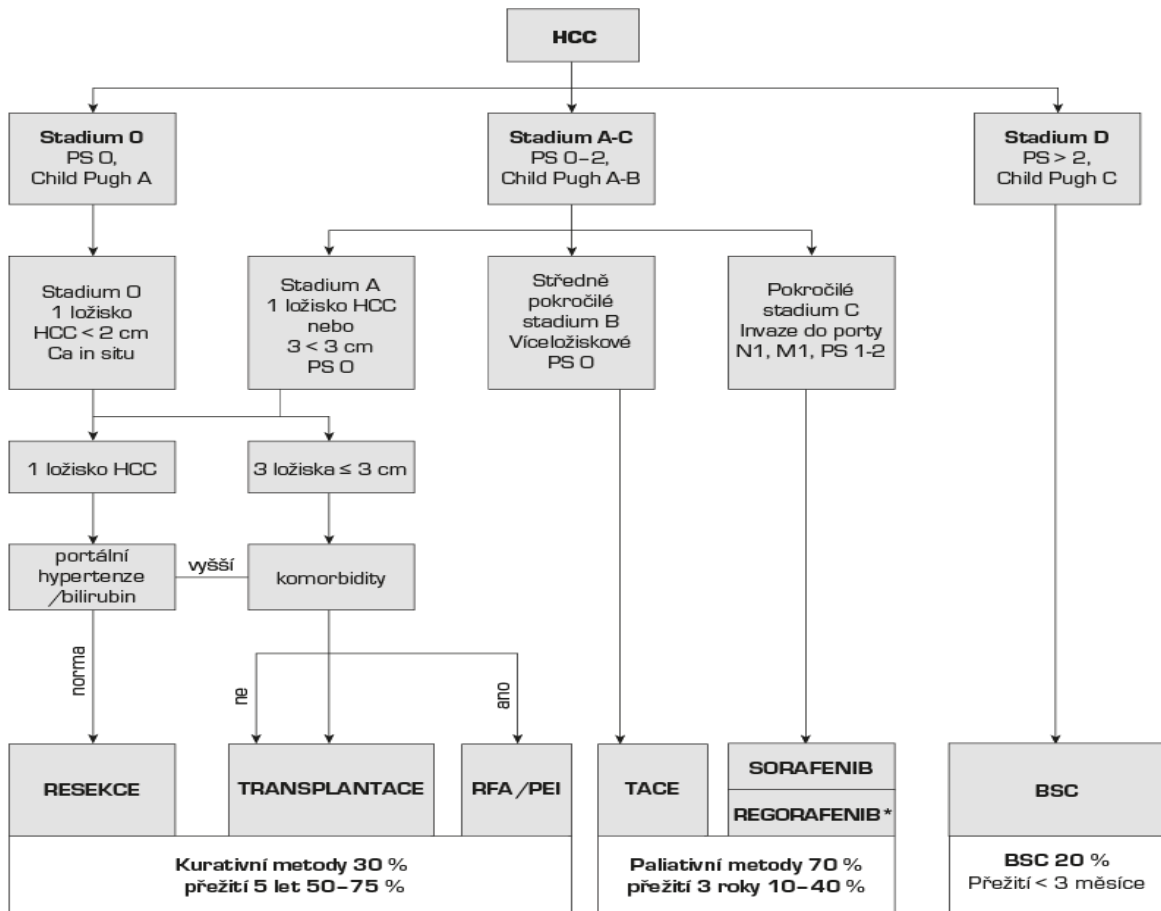 HCC
Stadium 0
PS 0,
Child Pugh A
Stadium A-C
PS 0–2,
Child Pugh A-B
Stadium D
PS > 2,
Child Pugh C
Stadium 0
1 ložisko
HCC < 2 cm
Ca in situ
Stadium A
1 ložisko HCC
nebo
3 < 3 cm
PS 0
Středně
pokročilé
stadium B
Víceložiskové
PS 0
Pokročilé
stadium C
Invaze do porty
N1, M1, PS 1-2
1 ložisko HCC
3 ložiska ≤ 3 cm
portální
hypertenze
/bilirubin
vyšší
komorbidity
norma
ne
ano
RESEKCE
TRANSPLANTACE
RFA/PEI
TACE
SORAFENIB
REGORAFENIB*
BSC
Kurativní metody 30 %
přežití 5 let 50–75 %
Paliativní metody 70 %
přežití 3 roky 10–40 %
BSC 20 %
Přežití < 3 měsíce